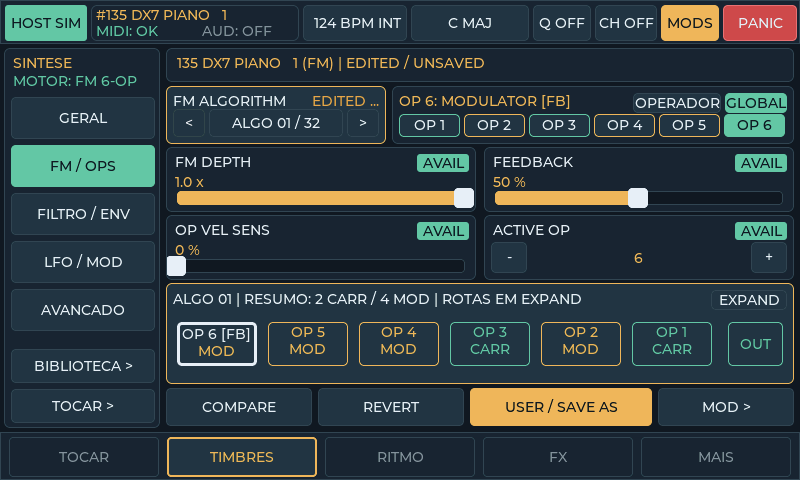 HOST SIM
#135 DX7 PIANO 1
MIDI: OK AUD: OFF
124 BPM INT
C MAJ
Q OFF
CH OFF
MODS
PANIC
SINTESE
MOTOR: FM 6-OP
GERAL
FM / OPS
FILTRO / ENV
LFO / MOD
AVANCADO
BIBLIOTECA >
TOCAR >
135 DX7 PIANO 1 (FM) | EDITED / UNSAVED
FM ALGORITHM EDITED ...
< ALGO 01 / 32 >
OP 6: MODULATOR [FB] OPERADOR GLOBAL
OP 1 OP 2 OP 3 OP 4 OP 5 OP 6
FM DEPTH AVAIL
1.0 x
FEEDBACK AVAIL
50 %
OP VEL SENS AVAIL
0 %
ACTIVE OP AVAIL
- 6 +
ALGO 01 | RESUMO: 2 CARR / 4 MOD | ROTAS EM EXPAND EXPAND
OP 6 [FB]
MOD
OP 5
MOD
OP 4
MOD
OP 3
CARR
OP 2
MOD
OP 1
CARR
OUT
COMPARE
REVERT
USER / SAVE AS
MOD >
TOCAR
TIMBRES
RITMO
FX
MAIS